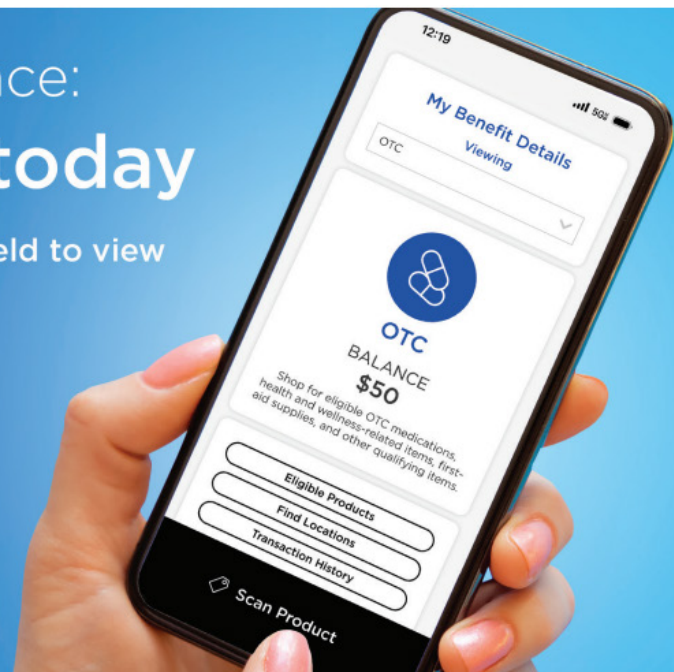 nce:
today
eld to view
12:19
5G
My Benefit Details
Viewing
OTC
OTC
BALANCE
$50
Shop for eligible OTC medications,
health and wellness-related items, first-
aid supplies, and other qualifying items.
Eligible Products
Find Locations
Transaction History
Scan Product